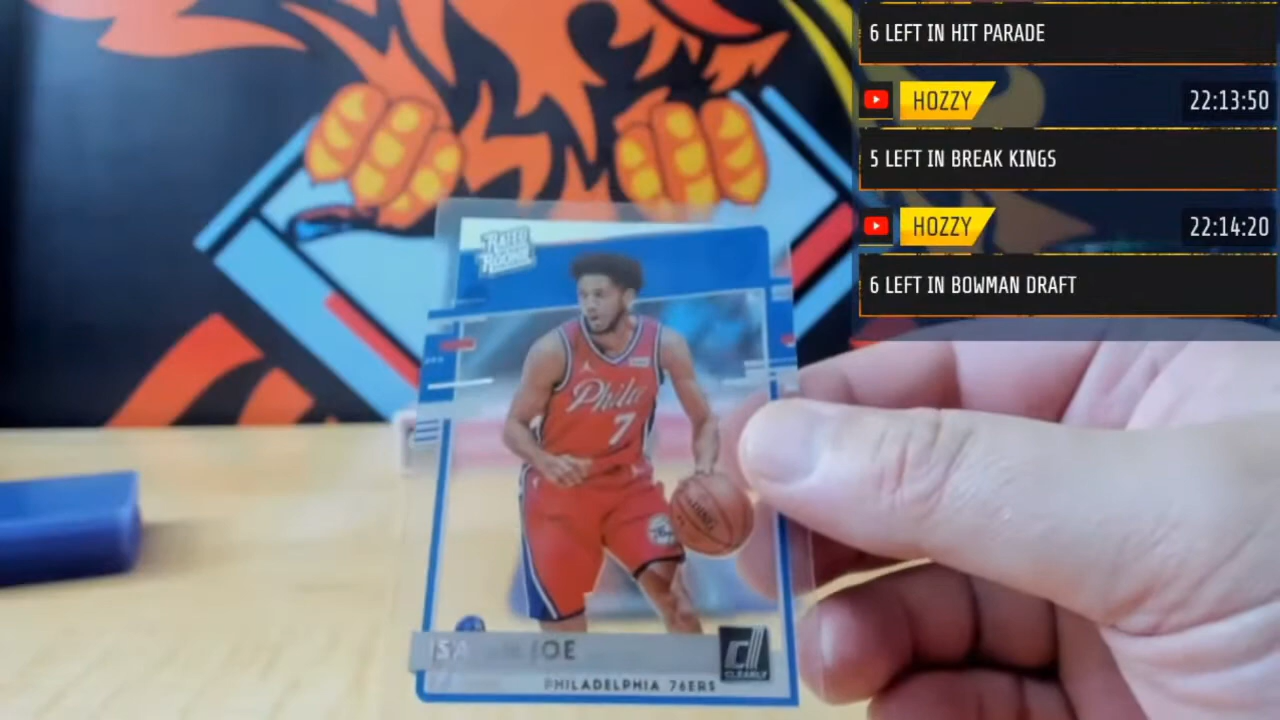 6 LEFT IN HIT PARADE
HOZZY 22:13:50
5 LEFT IN BREAK KINGS
HOZZY 22:14:20
6 LEFT IN BOWMAN DRAFT
RATED
ROOKIE
Phila
7
PHILADELPHIA 76ERS
CLEARLY